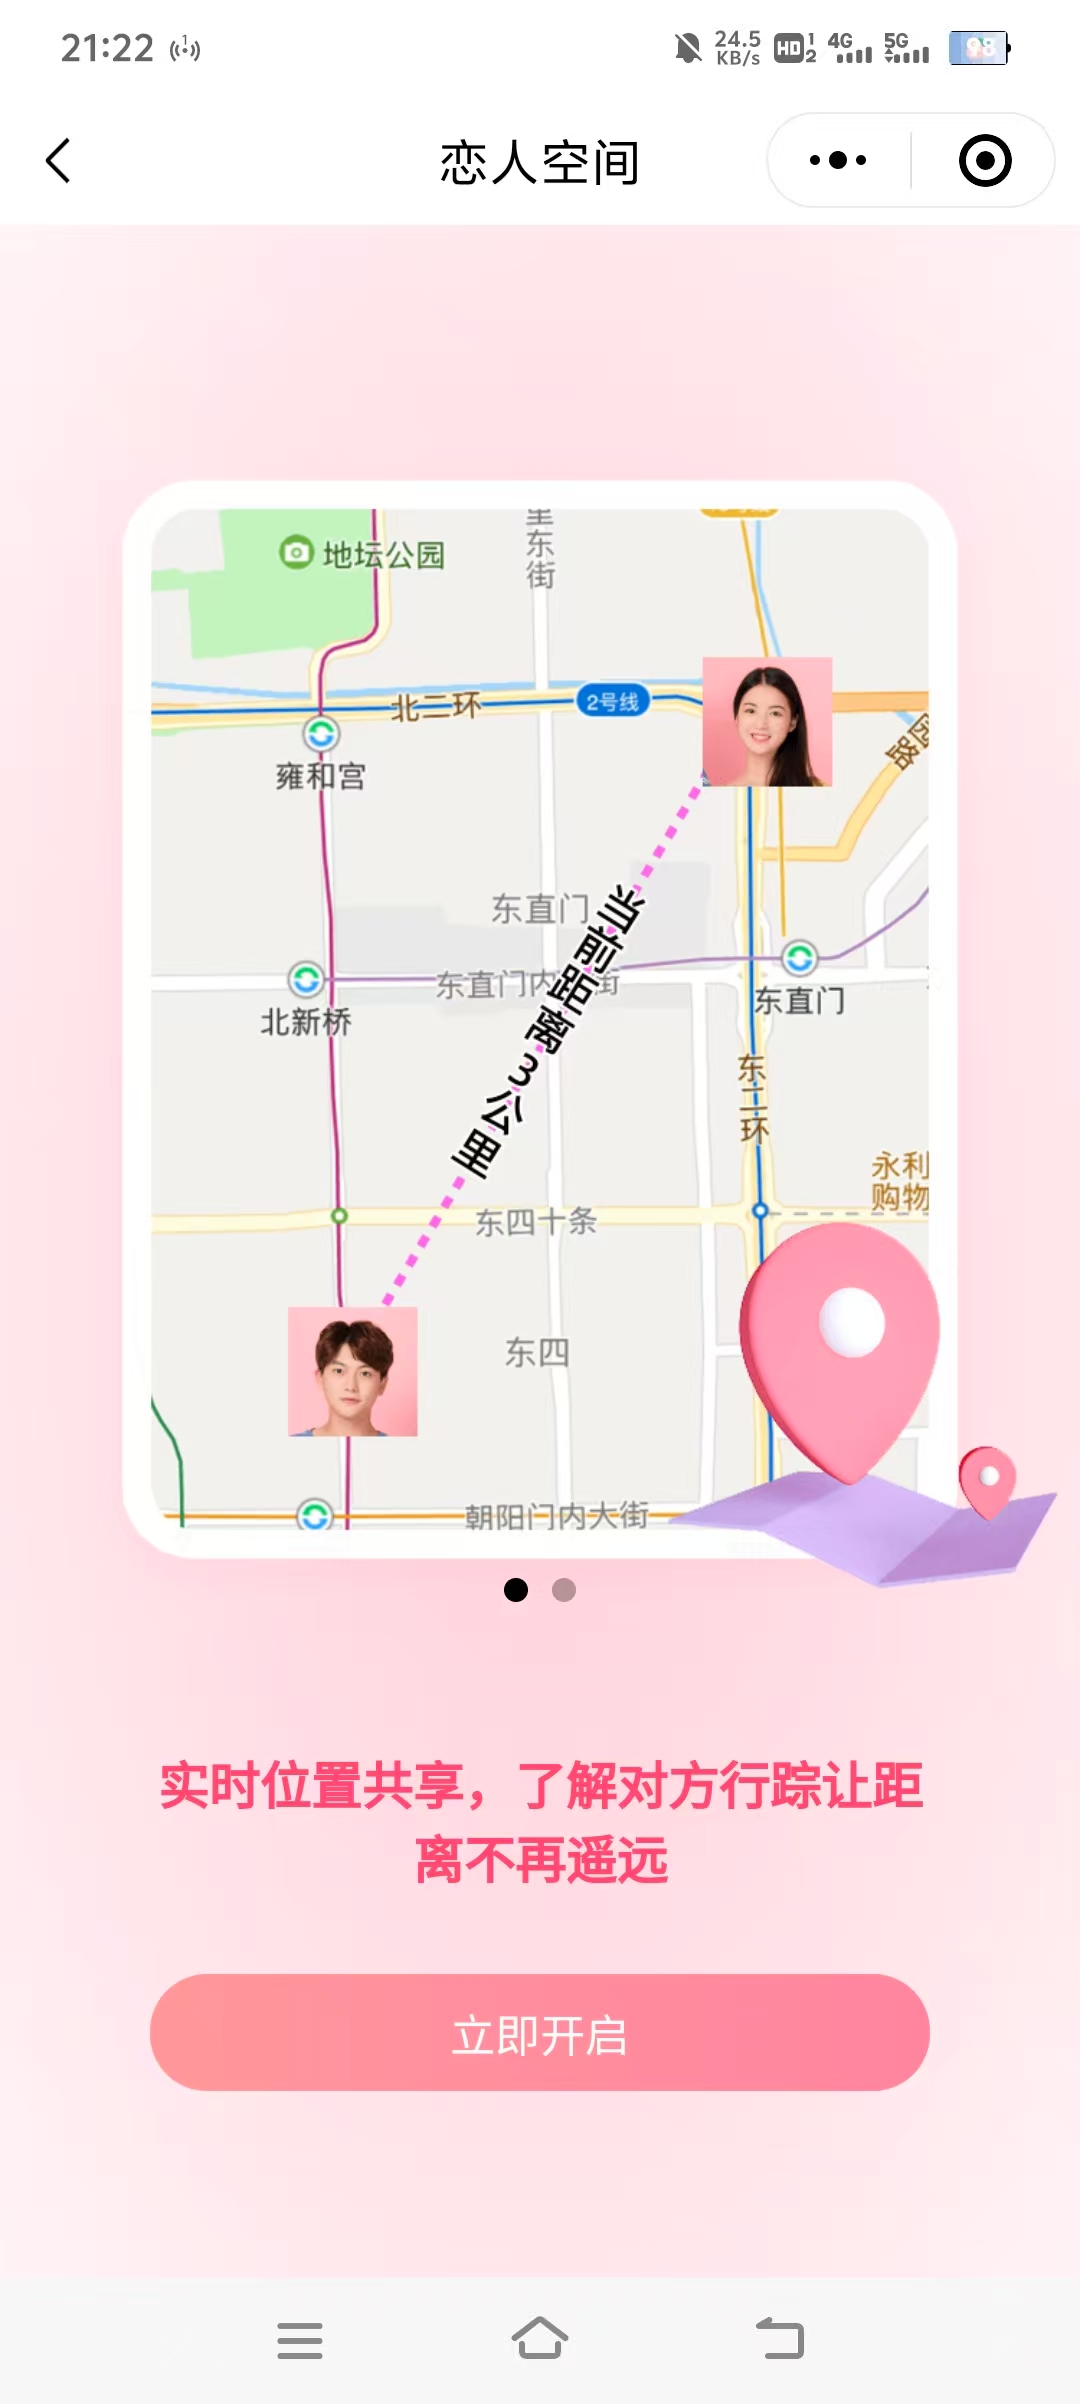 21:22
24.5 KB/s
HD 1 2
4G
5G
98
恋人空间
地坛公园
东街
北二环
2号线
雍和宫
路
东直门
当前距离3公里
东直门内
街
北新桥
东直门
东二环
永利
购物
东四十条
东四
朝阳门内大街
实时位置共享，了解对方行踪让距
离不再遥远
立即开启